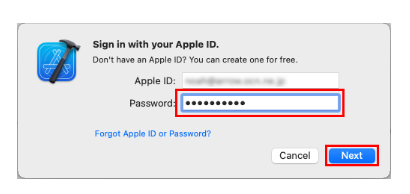 Sign in with your Apple ID.
Don't have an Apple ID? You can create one for free.
Apple ID:
Password: ●●●●●●●●●●
Forgot Apple ID or Password?
Cancel Next